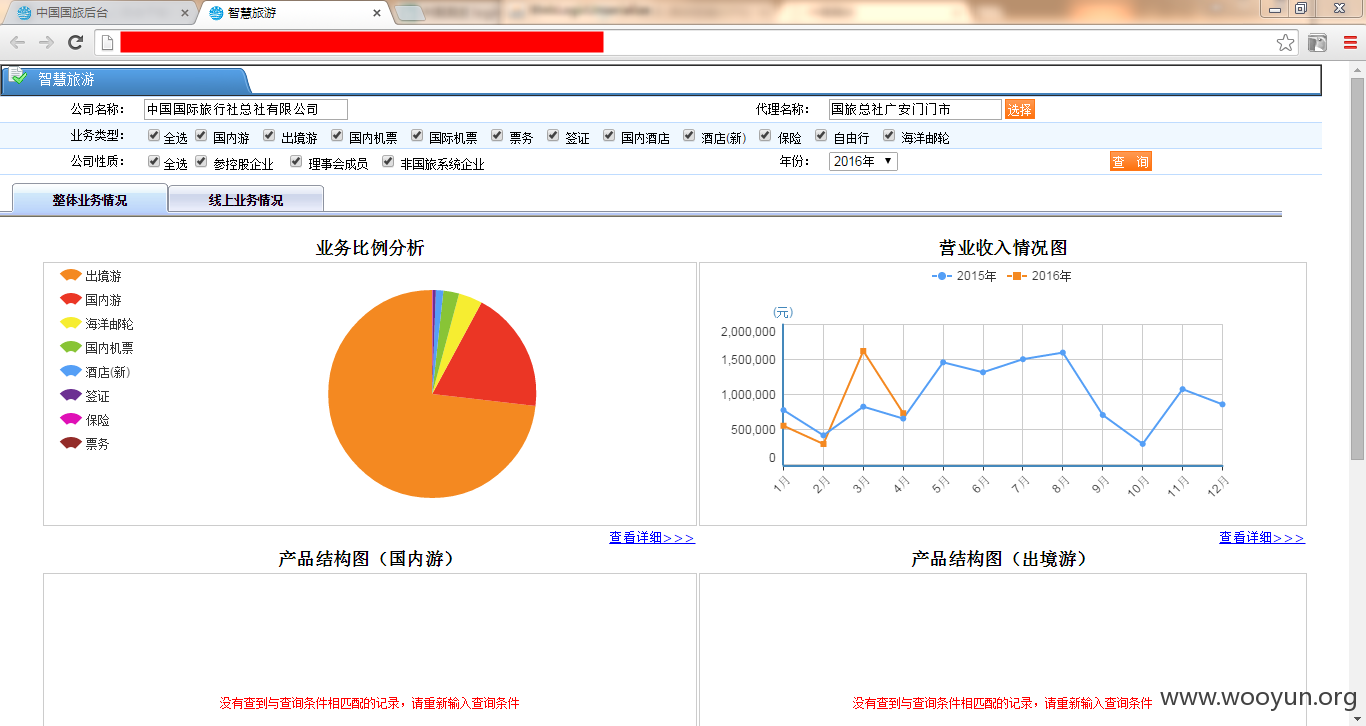 中国国旅后台
智慧旅游
智慧旅游
公司名称： 中国国际旅行社总社有限公司 代理名称： 国旅总社广安门门市 选择
业务类型： 全选 国内游 出境游 国内机票 国际机票 票务 签证 国内酒店 酒店(新) 保险 自由行 海洋邮轮
公司性质： 全选 参控股企业 理事会成员 非国旅系统企业 年份： 2016年 查 询
整体业务情况 线上业务情况
业务比例分析
出境游
国内游
海洋邮轮
国内机票
酒店(新)
签证
保险
票务
查看详细>>>
营业收入情况图
2015年 2016年
(元)
2,000,000
1,500,000
1,000,000
500,000
0
1月 2月 3月 4月 5月 6月 7月 8月 9月 10月 11月 12月
查看详细>>>
产品结构图（国内游）
没有查到与查询条件相匹配的记录，请重新输入查询条件
产品结构图（出境游）
没有查到与查询条件相匹配的记录，请重新输入查询条件
www.wooyun.org